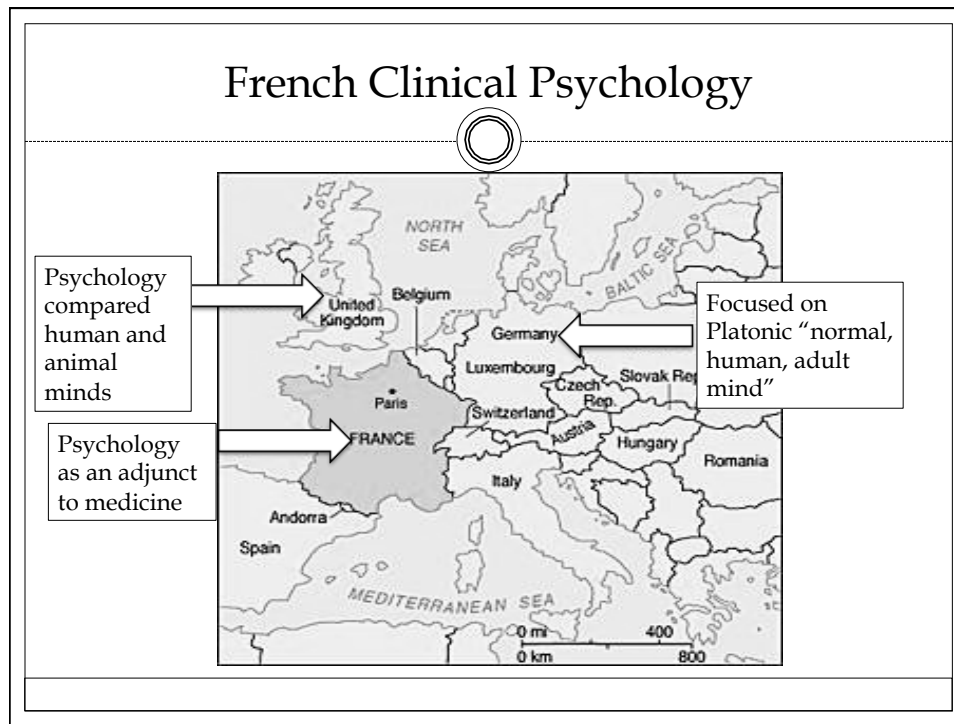 French Clinical Psychology
NORTH
SEA
BALTIC SEA
Psychology
compared
human and
animal
minds
United
Kingdom
Belgium
Germany
Focused on
Platonic “normal,
human, adult
mind”
Luxembourg
Czech
Rep.
Slovak Rep
Paris
Switzerland
FRANCE
Austria
Hungary
Psychology
as an adjunct
to medicine
Romania
Italy
Andorra
Spain
MEDITERRANEAN SEA
0 mi 400
0 km 800